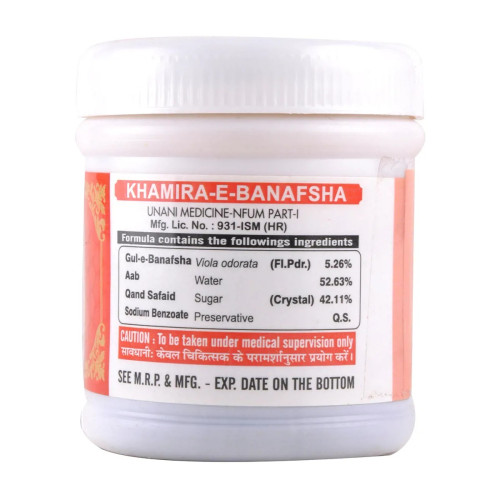 KHAMIRA-E-BANAFSHA
UNANI MEDICINE-NFUM PART-I
Mfg. Lic. No. : 931-ISM (HR)
Formula contains the followings ingredients
Gul-e-Banafsha Viola odorata (Fl.Pdr.) 5.26%
Aab Water 52.63%
Qand Safaid Sugar (Crystal) 42.11%
Sodium Benzoate Preservative Q.S.
CAUTION : To be taken under medical supervision only
सावधानी: केवल चिकित्सक के परामर्शानुसार प्रयोग करें।
SEE M.R.P. & MFG. - EXP. DATE ON THE BOTTOM